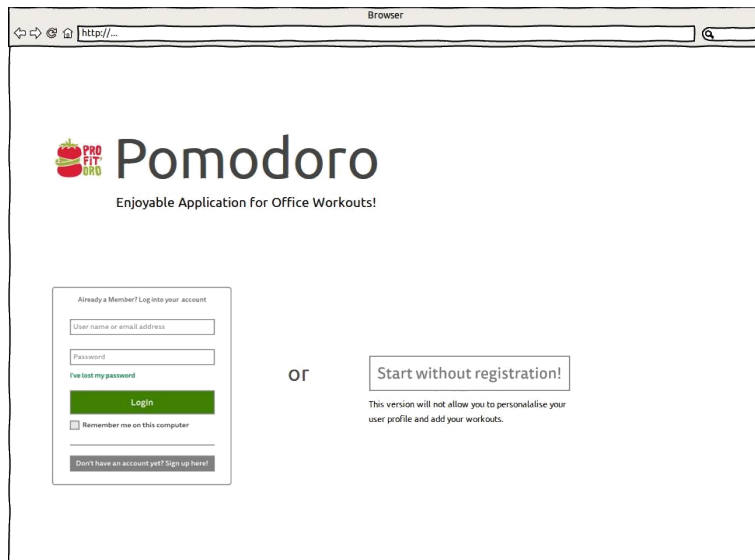 Browser
http://...
PRO
FIT'
ORO
Pomodoro
Enjoyable Application for Office Workouts!
Already a Member? Log into your account
User name or email address
Password
I've lost my password
Login
Remember me on this computer
Don't have an account yet? Sign up here!
or
Start without registration!
This version will not allow you to personalalise your
user profile and add your workouts.